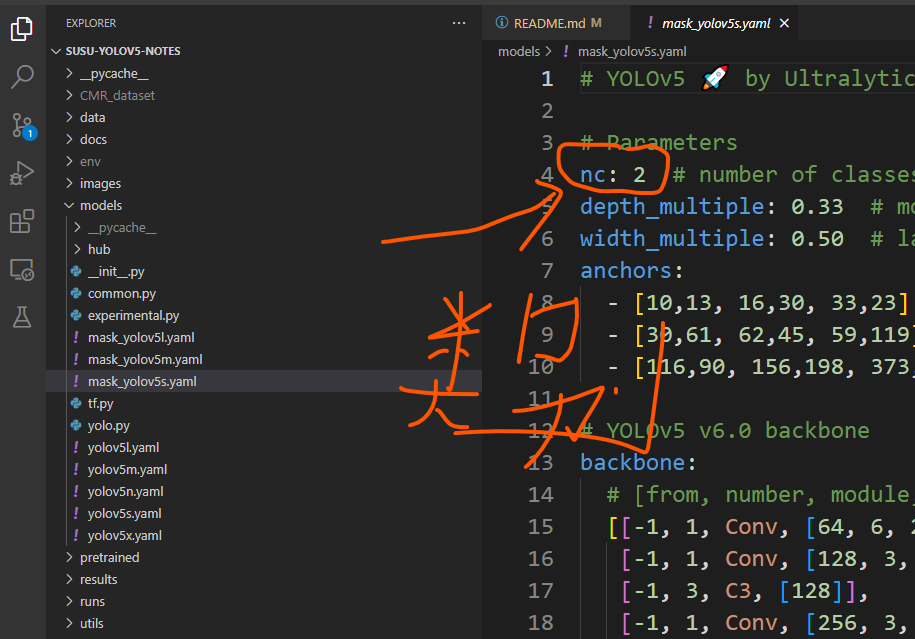 EXPLORER
SUSU-YOLOV5-NOTES
__pycache__
CMR_dataset
data
docs
env
images
models
__pycache__
hub
__init__.py
common.py
experimental.py
! mask_yolov5l.yaml
! mask_yolov5m.yaml
! mask_yolov5s.yaml
tf.py
yolo.py
! yolov5l.yaml
! yolov5m.yaml
! yolov5n.yaml
! yolov5s.yaml
! yolov5x.yaml
pretrained
results
runs
utils
1
README.md M
! mask_yolov5s.yaml ×
models > ! mask_yolov5s.yaml
1 # YOLOv5 🚀 by Ultralytic
2
3 # Parameters
4 nc: 2 # number of classes
5 depth_multiple: 0.33 # mo
6 width_multiple: 0.50 # la
7 anchors:
8 - [10,13, 16,30, 33,23]
9 - [30,61, 62,45, 59,119]
10 - [116,90, 156,198, 373,
11
12 # YOLOv5 v6.0 backbone
13 backbone:
14 # [from, number, module,
15 [[-1, 1, Conv, [64, 6, 2
16 [-1, 1, Conv, [128, 3,
17 [-1, 3, C3, [128]],
18 [-1, 1, Conv, [256, 3,
类